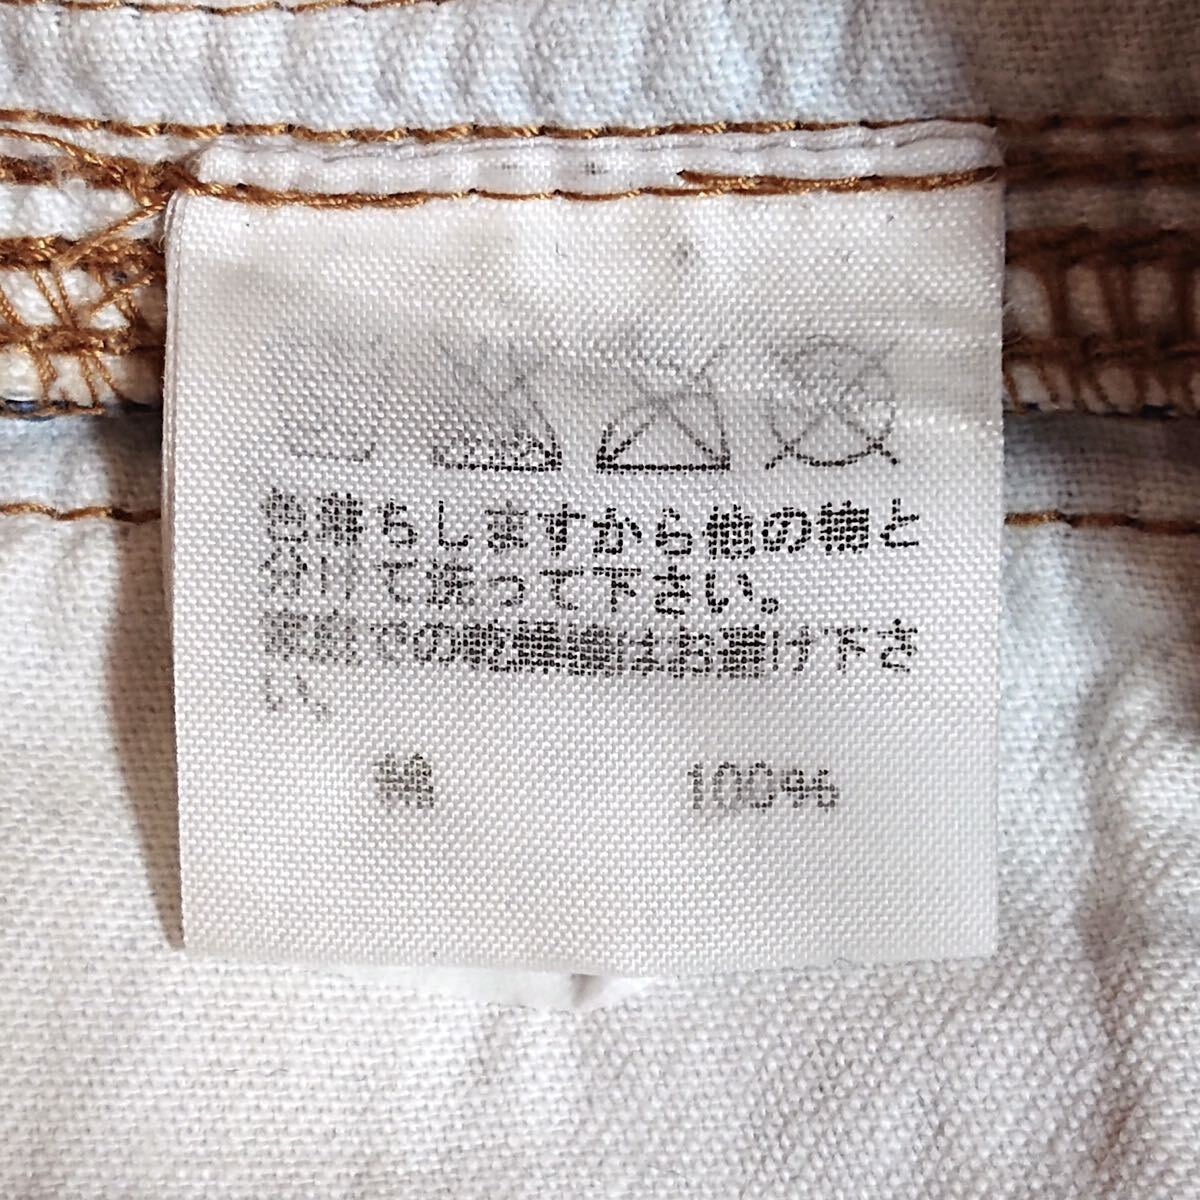 色落ちしますから他の物と
分けて洗って下さい。
家庭での乾燥機はお避け下さ
い
綿 100%